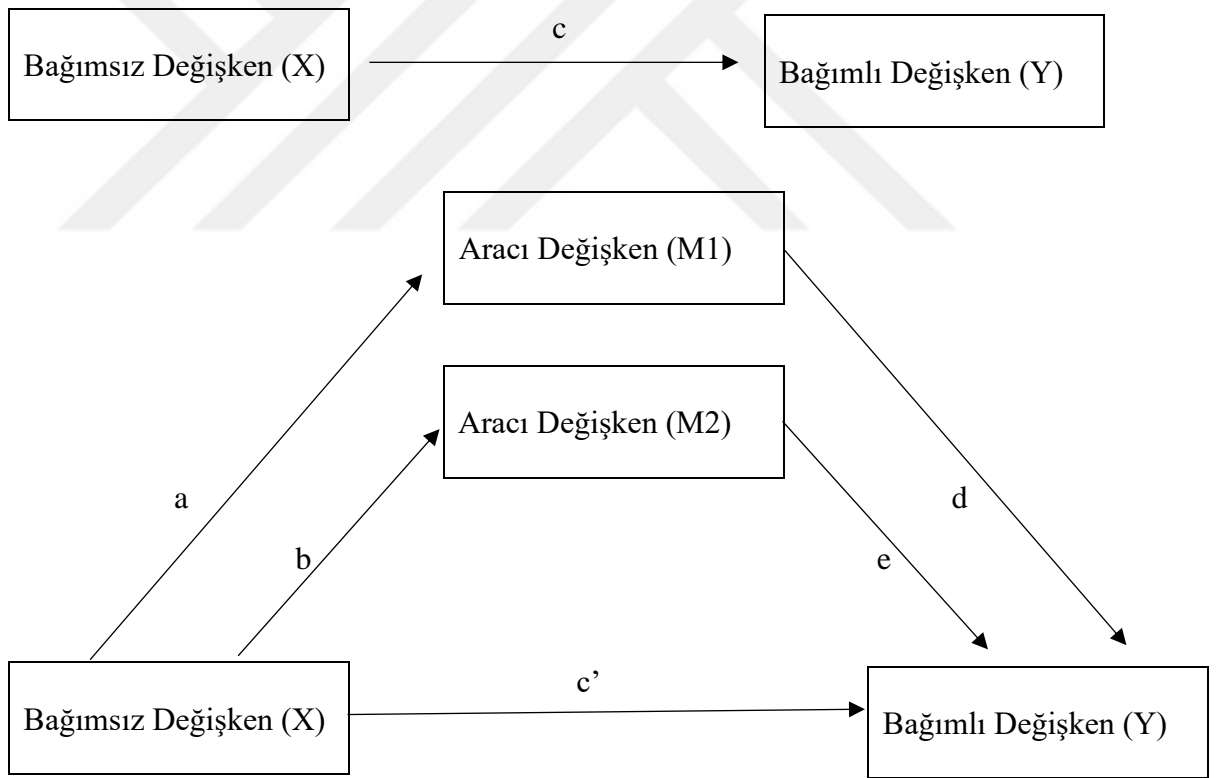 c
Bağımsız Değişken (X)
Bağımlı Değişken (Y)
Aracı Değişken (M1)
Aracı Değişken (M2)
a
d
b
e
c’
Bağımsız Değişken (X)
Bağımlı Değişken (Y)